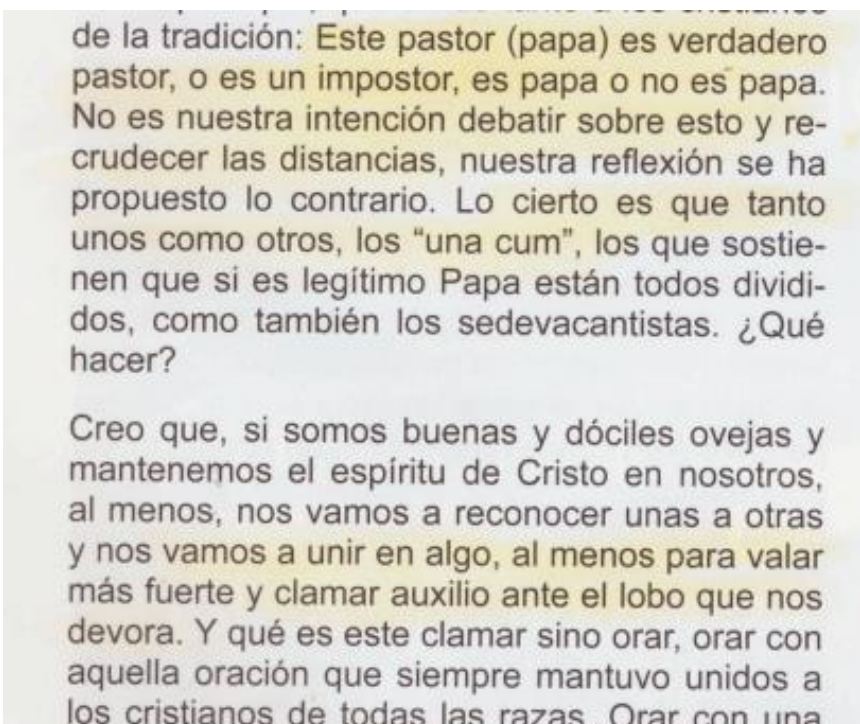 de la tradición: Este pastor (papa) es verdadero
pastor, o es un impostor, es papa o no es papa.
No es nuestra intención debatir sobre esto y re-
crudecer las distancias, nuestra reflexión se ha
propuesto lo contrario. Lo cierto es que tanto
unos como otros, los “una cum”, los que sostie-
nen que si es legítimo Papa están todos dividi-
dos, como también los sedevacantistas. ¿Qué
hacer?
Creo que, si somos buenas y dóciles ovejas y
mantenemos el espíritu de Cristo en nosotros,
al menos, nos vamos a reconocer unas a otras
y nos vamos a unir en algo, al menos para valar
más fuerte y clamar auxilio ante el lobo que nos
devora. Y qué es este clamar sino orar, orar con
aquella oración que siempre mantuvo unidos a
los cristianos de todas las razas. Orar con una